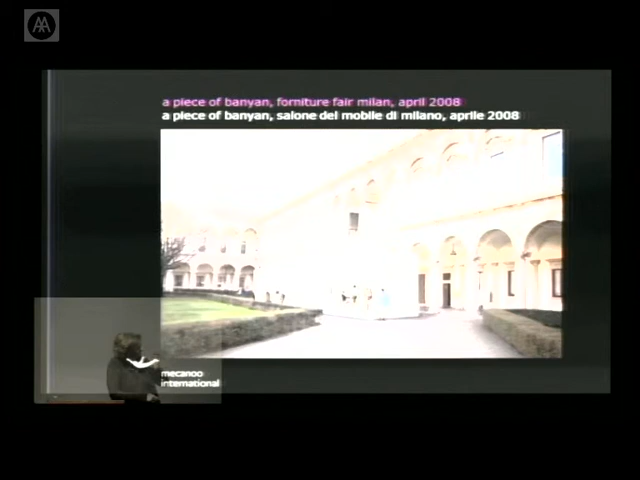 AA
a piece of banyan, forniture fair milan, april 2008
a piece of banyan, salone del mobile di milano, aprile 2008
mecanoo
international